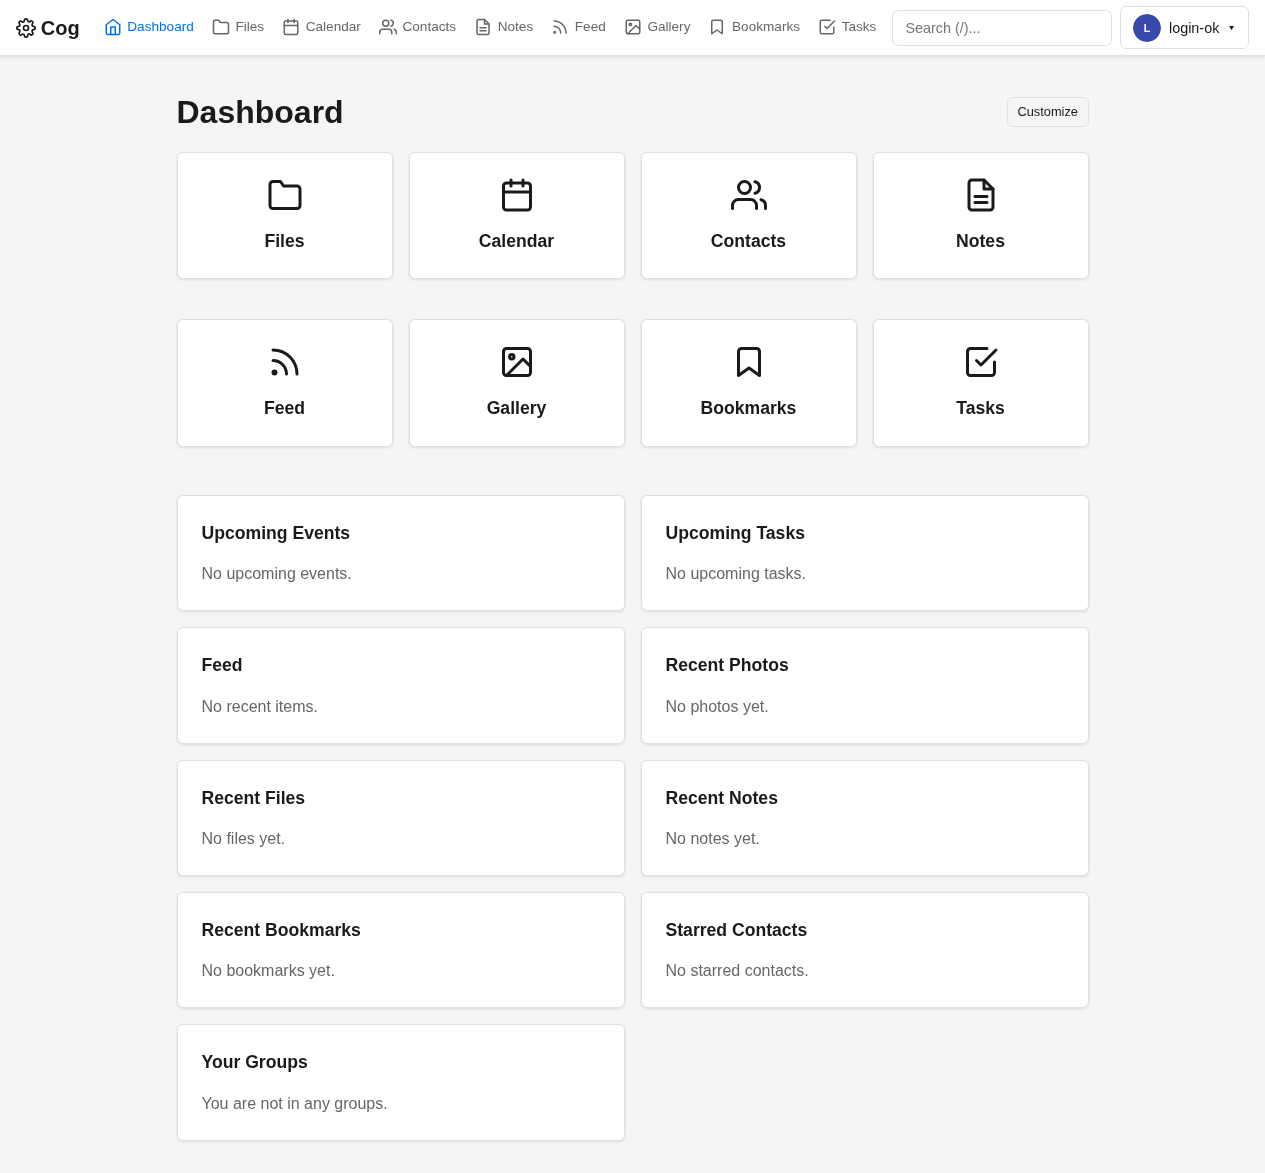 Cog Dashboard Files Calendar Contacts Notes Feed Gallery Bookmarks Tasks Search (/)... L login-ok ▾
Dashboard Customize
Files Calendar Contacts Notes
Feed Gallery Bookmarks Tasks
Upcoming Events
No upcoming events.
Upcoming Tasks
No upcoming tasks.
Feed
No recent items.
Recent Photos
No photos yet.
Recent Files
No files yet.
Recent Notes
No notes yet.
Recent Bookmarks
No bookmarks yet.
Starred Contacts
No starred contacts.
Your Groups
You are not in any groups.